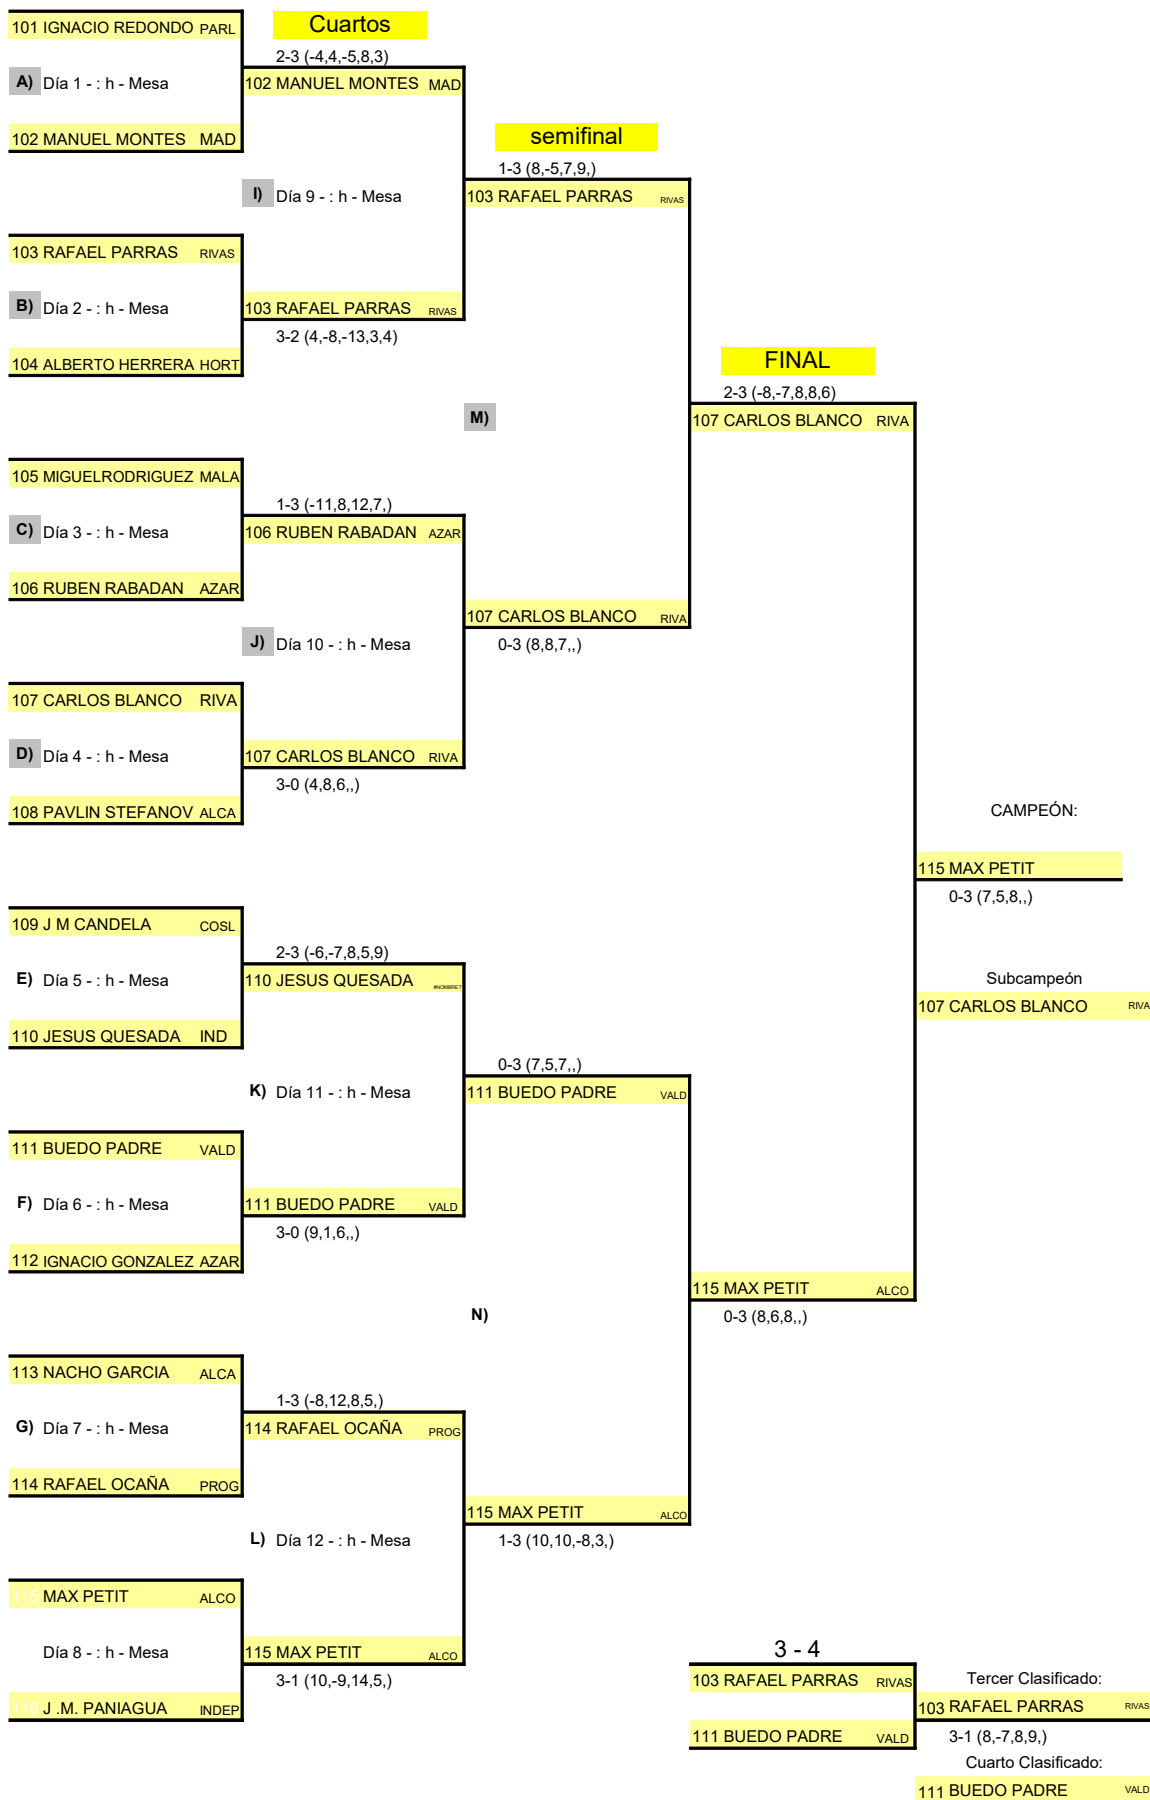 101 IGNACIO REDONDO PARL
Cuartos
2-3 (-4,4,-5,8,3)
A) Día 1 - : h - Mesa
102 MANUEL MONTES MAD
102 MANUEL MONTES MAD
semifinal
1-3 (8,-5,7,9,)
I) Día 9 - : h - Mesa
103 RAFAEL PARRAS RIVAS
103 RAFAEL PARRAS RIVAS
B) Día 2 - : h - Mesa
103 RAFAEL PARRAS RIVAS
3-2 (4,-8,-13,3,4)
104 ALBERTO HERRERA HORT
FINAL
2-3 (-8,-7,8,8,6)
M)
107 CARLOS BLANCO RIVA
105 MIGUELRODRIGUEZ MALA
1-3 (-11,8,12,7,)
C) Día 3 - : h - Mesa
106 RUBEN RABADAN AZAR
106 RUBEN RABADAN AZAR
107 CARLOS BLANCO RIVA
J) Día 10 - : h - Mesa
0-3 (8,8,7,,)
107 CARLOS BLANCO RIVA
D) Día 4 - : h - Mesa
107 CARLOS BLANCO RIVA
3-0 (4,8,6,,)
108 PAVLIN STEFANOV ALCA
CAMPEÓN:
115 MAX PETIT
0-3 (7,5,8,,)
109 J M CANDELA COSL
2-3 (-6,-7,8,5,9)
E) Día 5 - : h - Mesa
110 JESUS QUESADA #NOMBRE?
Subcampeón
107 CARLOS BLANCO RIVA
110 JESUS QUESADA IND
0-3 (7,5,7,,)
K) Día 11 - : h - Mesa
111 BUEDO PADRE VALD
111 BUEDO PADRE VALD
F) Día 6 - : h - Mesa
111 BUEDO PADRE VALD
3-0 (9,1,6,,)
112 IGNACIO GONZALEZ AZAR
115 MAX PETIT ALCO
N)
0-3 (8,6,8,,)
113 NACHO GARCIA ALCA
1-3 (-8,12,8,5,)
G) Día 7 - : h - Mesa
114 RAFAEL OCAÑA PROG
114 RAFAEL OCAÑA PROG
115 MAX PETIT ALCO
L) Día 12 - : h - Mesa
1-3 (10,10,-8,3,)
115 MAX PETIT ALCO
Día 8 - : h - Mesa
115 MAX PETIT ALCO
3-1 (10,-9,14,5,)
116 J .M. PANIAGUA INDEP
3 - 4
103 RAFAEL PARRAS RIVAS
Tercer Clasificado:
103 RAFAEL PARRAS RIVAS
111 BUEDO PADRE VALD
3-1 (8,-7,8,9,)
Cuarto Clasificado:
111 BUEDO PADRE VALD